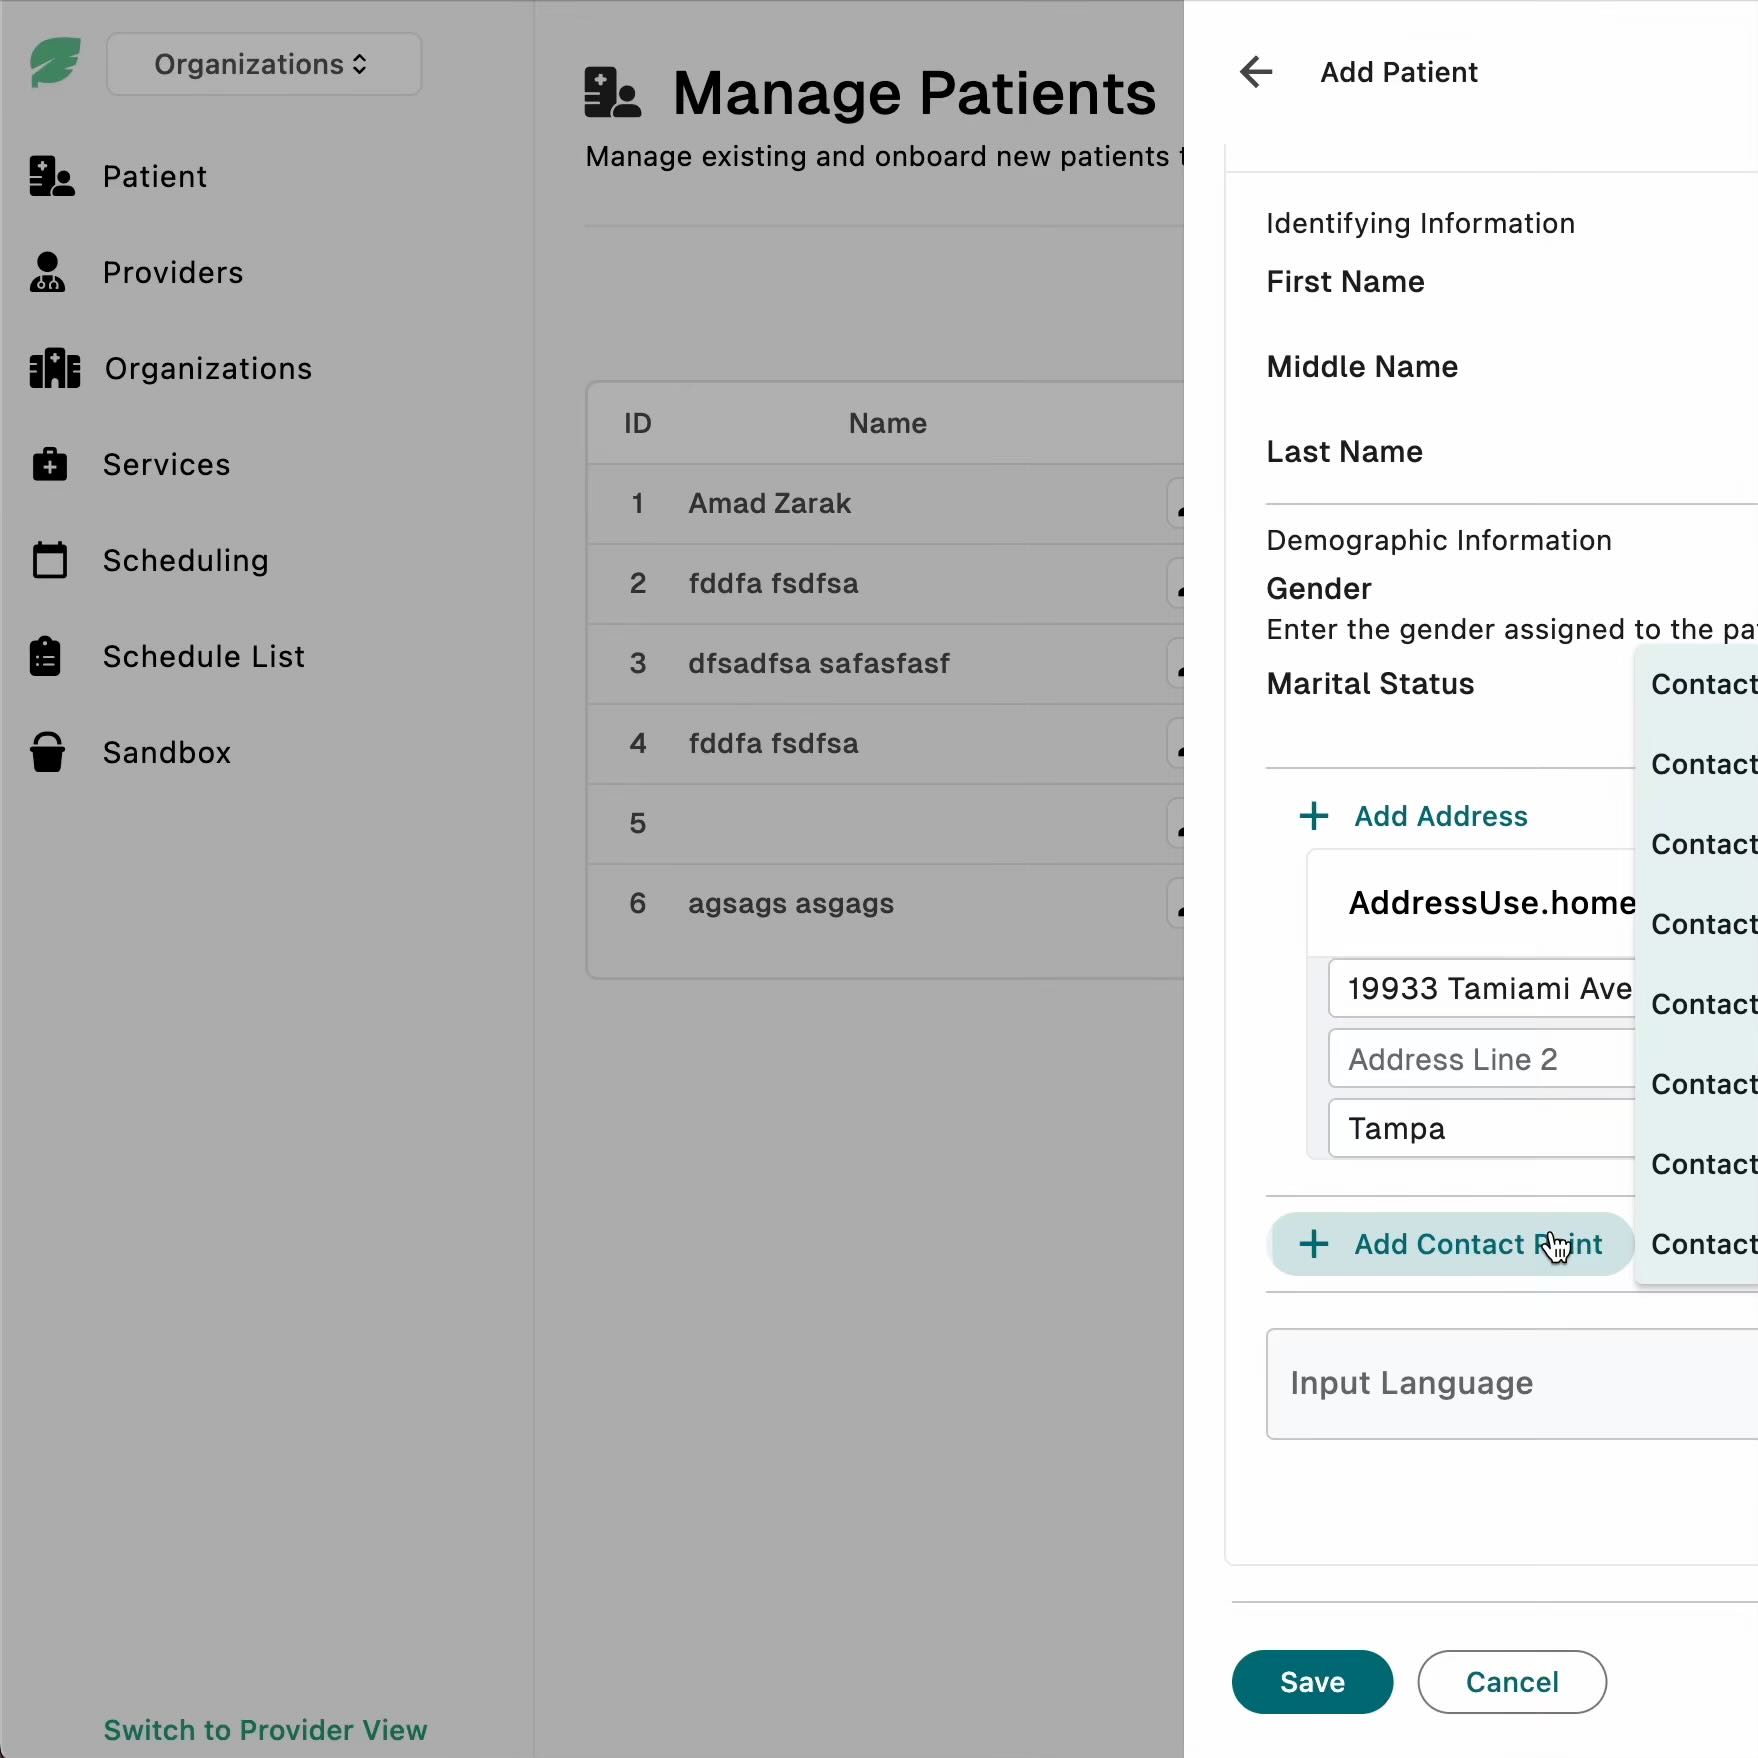 Organizations
Patient
Providers
Organizations
Services
Scheduling
Schedule List
Sandbox
Switch to Provider View
Manage Patients
Manage existing and onboard new patients
ID Name
1 Amad Zarak
2 fddfa fsdfsa
3 dfsadfsa safasfasf
4 fddfa fsdfsa
5
6 agsags asgags
Add Patient
Identifying Information
First Name
Middle Name
Last Name
Demographic Information
Gender
Enter the gender assigned to the
Marital Status
Add Address
AddressUse.home
19933 Tamiami Ave
Address Line 2
Tampa
Add Contact Point
Contact
Contact
Contact
Contact
Contact
Contact
Contact
Contact
Input Language
Save
Cancel